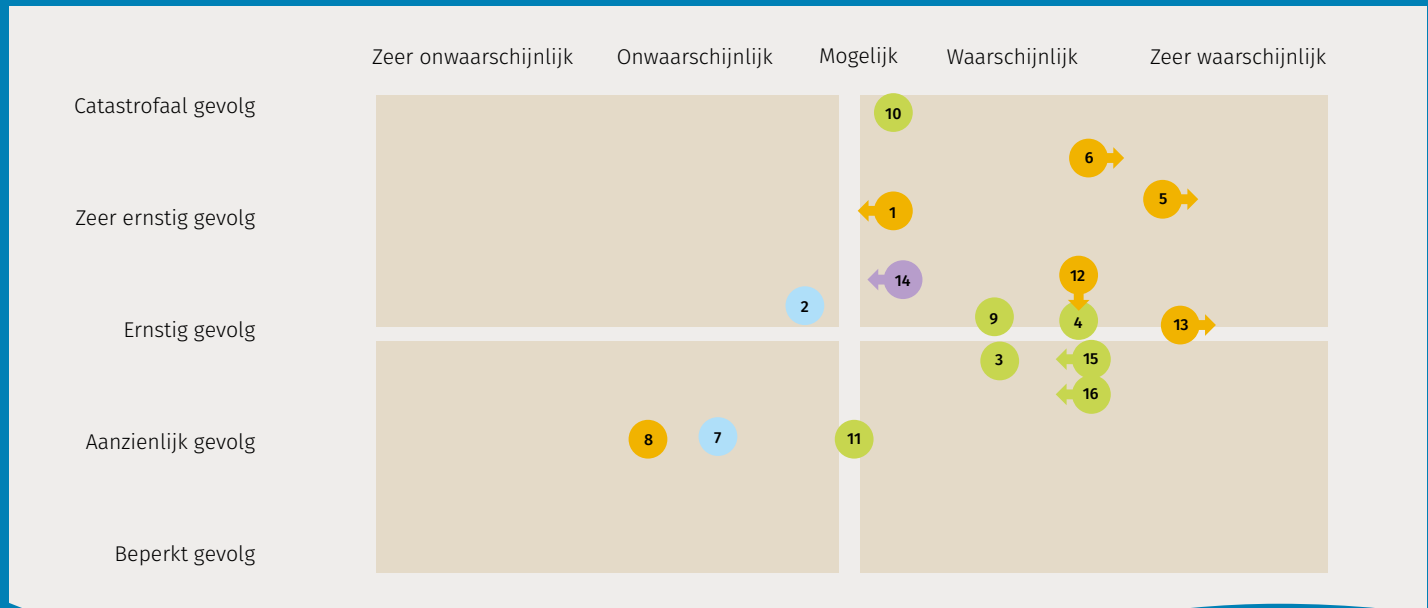 Zeer onwaarschijnlijk Onwaarschijnlijk Mogelijk Waarschijnlijk Zeer waarschijnlijk
Catastrofaal gevolg
10
6
5
Zeer ernstig gevolg
1
12
14
2
9
4
13
Ernstig gevolg
3
15
16
Aanzienlijk gevolg
8
7
11
Beperkt gevolg